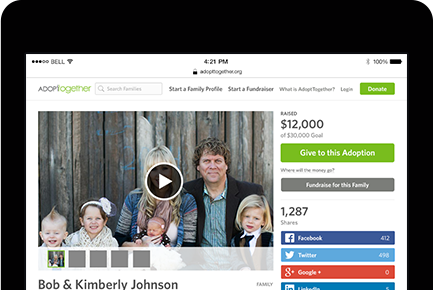 BELL 4:21 PM 100%
adopttogether.org
ADOPTtogether Search Families Start a Family Profile Start a Fundraiser What is AdoptTogether? Login Donate
RAISED
$12,000
of $30,000 Goal
Give to this Adoption
Where will the money go?
Fundraise for this Family
1,287
Shares
Facebook 412
Twitter 498
Google + 0
LinkedIn 0
Bob & Kimberly Johnson FAMILY